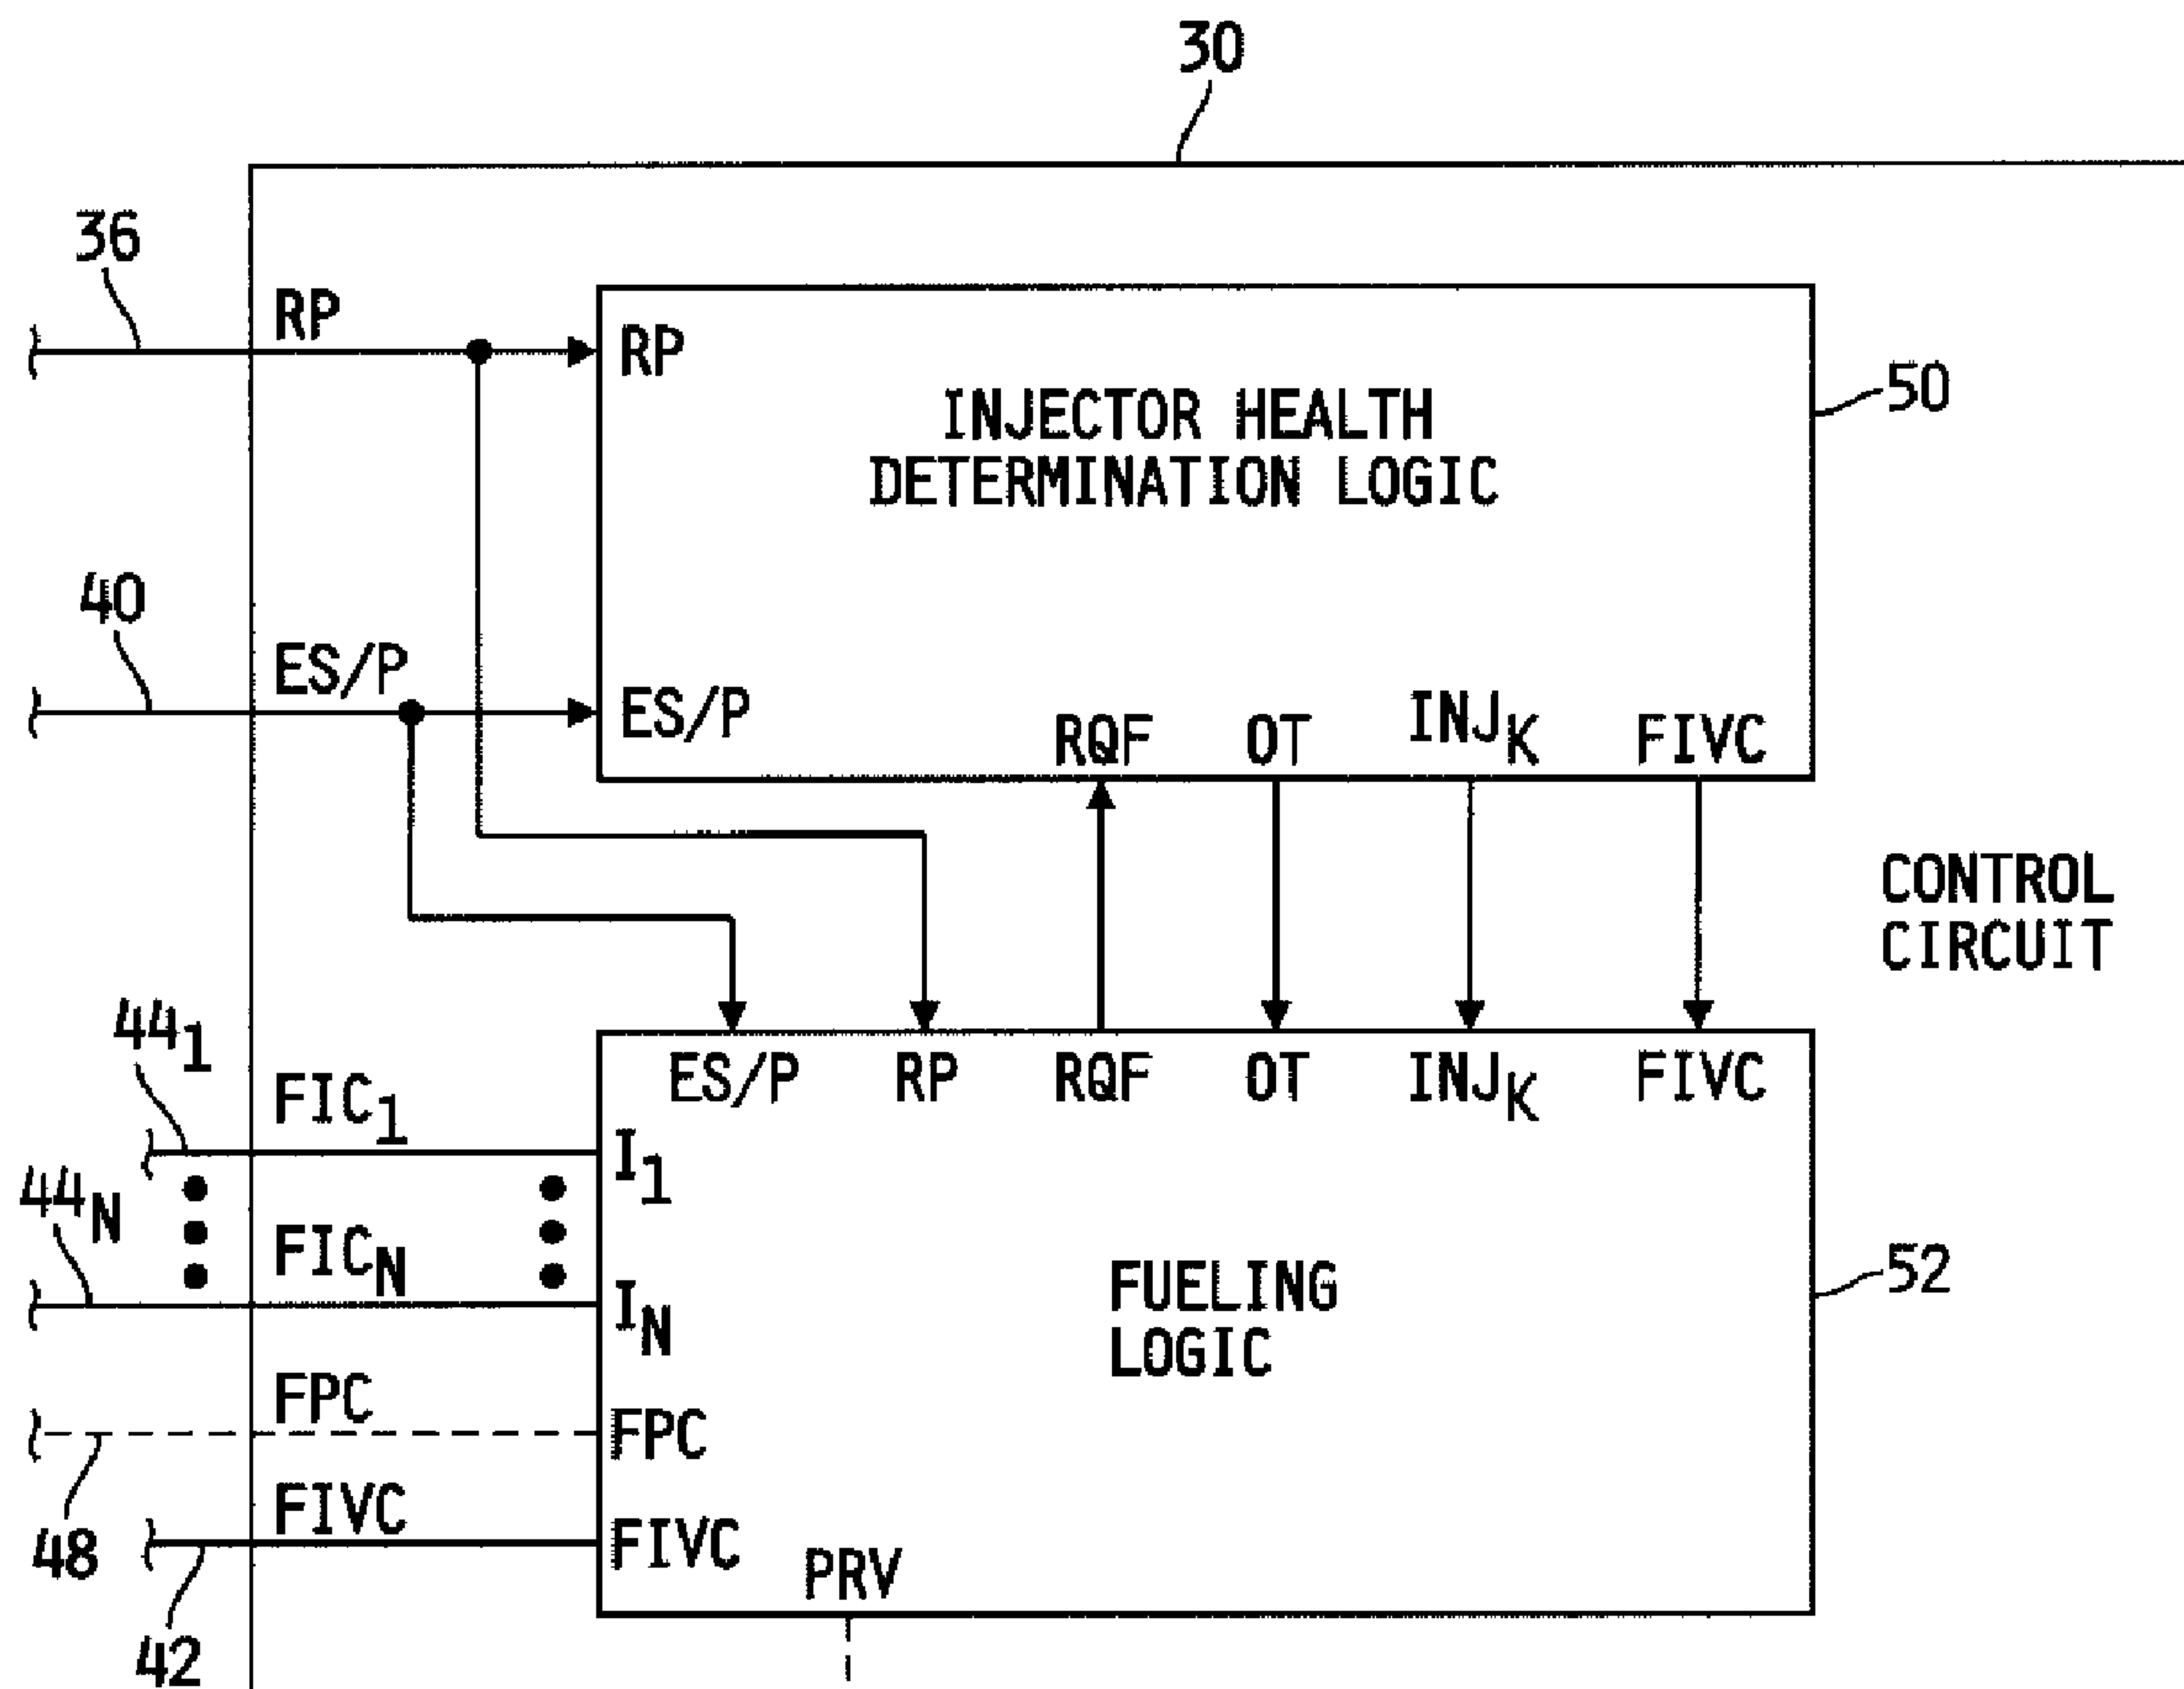 30
36
RP
RP
50
INJECTOR HEALTH
DETERMINATION LOGIC
40
ES/P
ES/P
RQF OT INJK FIVC
CONTROL
CIRCUIT
441
ES/P RP RQF OT INJK FIVC
FIC1
I1
44N
FICN
IN
FUELING
LOGIC
52
FPC
FPC
48
FIVC
FIVC
PRV
42